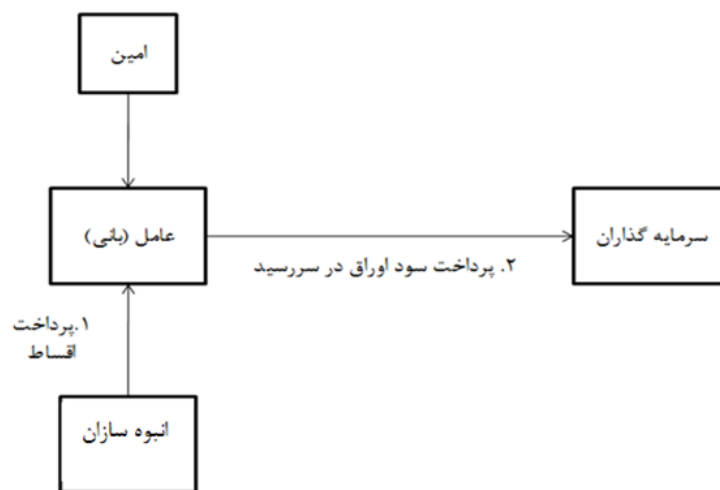 امین
عامل (بانی)
سرمایه گذاران
۲. پرداخت سود اوراق در سررسید
۱.پرداخت
اقساط
انبوه سازان